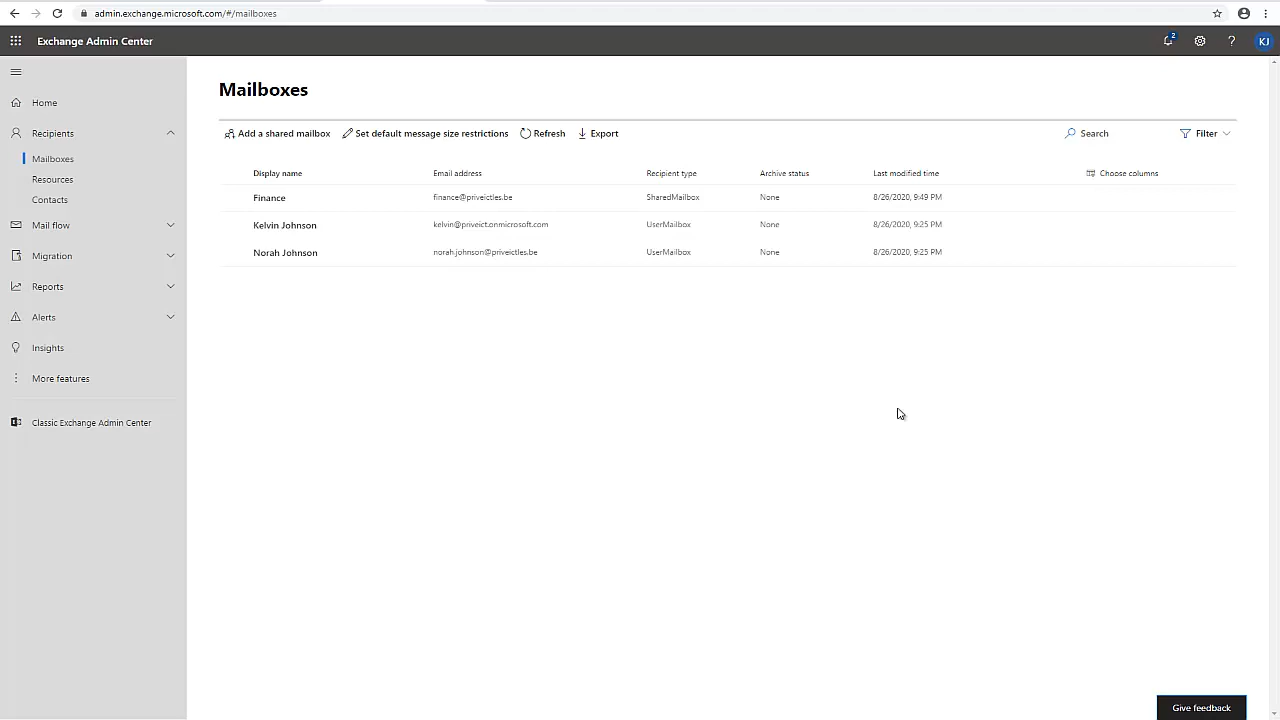 admin.exchange.microsoft.com/#/mailboxes
Exchange Admin Center
2
?
KJ
Home
Recipients
Mailboxes
Resources
Contacts
Mail flow
Migration
Reports
Alerts
Insights
More features
Classic Exchange Admin Center
Mailboxes
Add a shared mailbox Set default message size restrictions Refresh Export Search Filter
Display name Email address Recipient type Archive status Last modified time Choose columns
Finance finance@priveictles.be SharedMailbox None 8/26/2020, 9:49 PM
Kelvin Johnson kelvin@priveict.onmicrosoft.com UserMailbox None 8/26/2020, 9:25 PM
Norah Johnson norah.johnson@priveictles.be UserMailbox None 8/26/2020, 9:25 PM
Give feedback